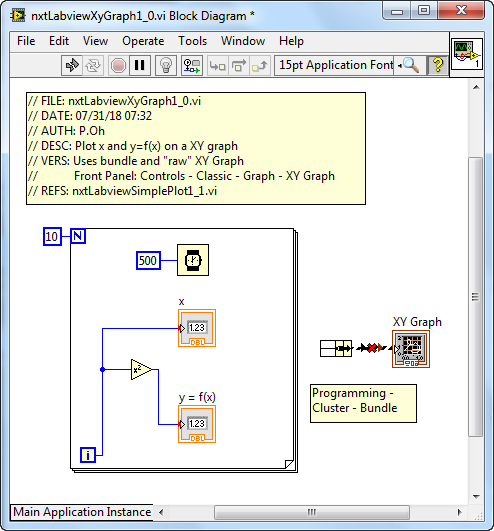 nxtLabviewXyGraph1_0.vi Block Diagram *
File Edit View Operate Tools Window Help
15pt Application Font
1
// FILE: nxtLabviewXyGraph1_0.vi
// DATE: 07/31/18 07:32
// AUTH: P.Oh
// DESC: Plot x and y=f(x) on a XY graph
// VERS: Uses bundle and "raw" XY Graph
// Front Panel: Controls - Classic - Graph - XY Graph
// REFS: nxtLabviewSimplePlot1_1.vi
10 N
500
x
1.23
DBL
XY Graph
x²
y = f(x)
1.23
DBL
Programming -
Cluster - Bundle
i
Main Application Instance